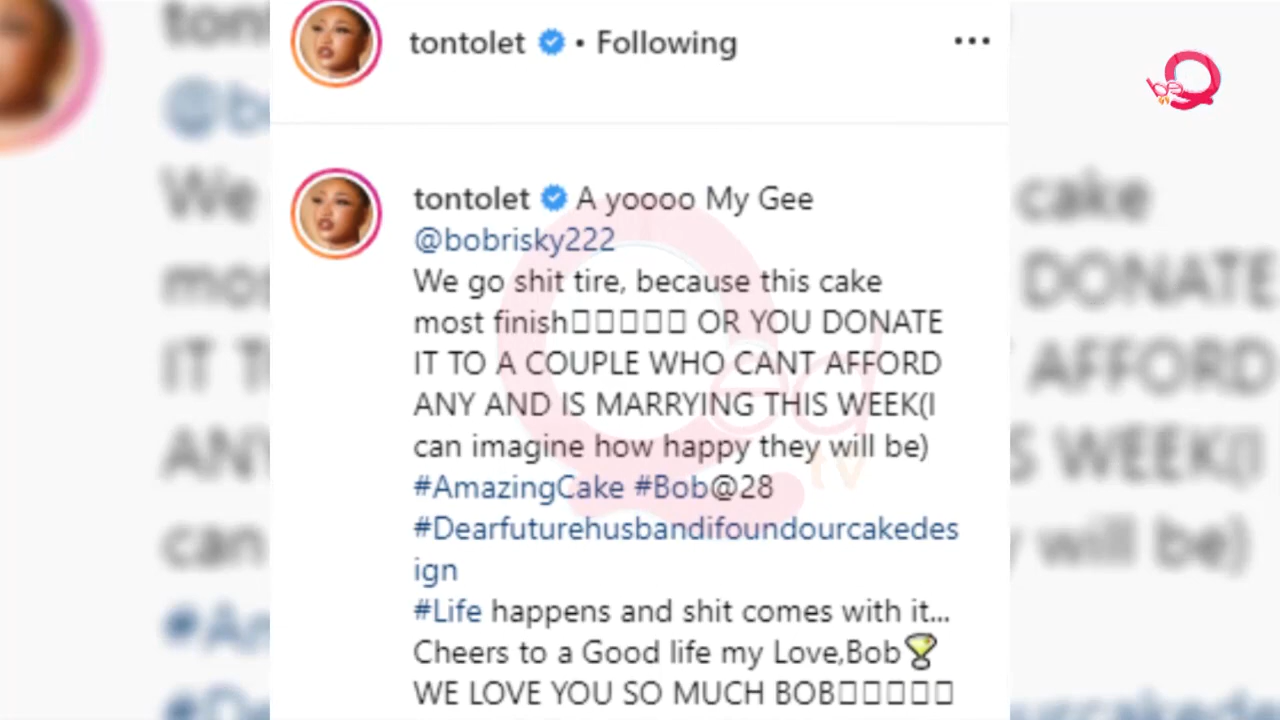 tontolet • Following
tontolet A yoooo My Gee
@bobrisky222
We go shit tire, because this cake
most finish□□□□□ OR YOU DONATE
IT TO A COUPLE WHO CANT AFFORD
ANY AND IS MARRYING THIS WEEK(I
can imagine how happy they will be)
#AmazingCake #Bob@28
#Dearfuturehusbandifoundourcakedes
ign
#Life happens and shit comes with it...
Cheers to a Good life my Love,Bob🍸
WE LOVE YOU SO MUCH BOB□□□□□